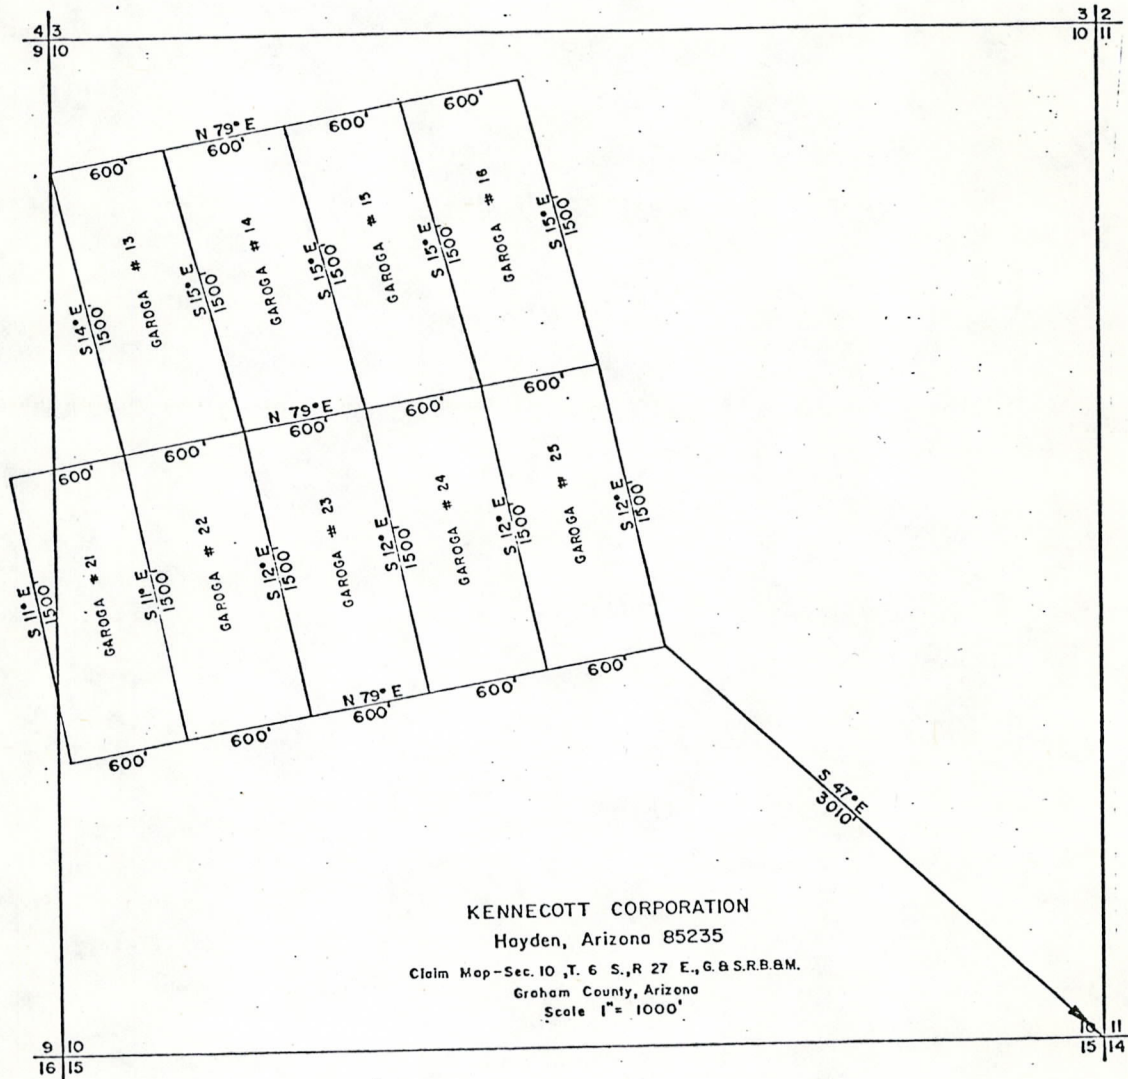 4 3
9 10
3 2
10 11
600'
N 79° E
600'
600'
600'
S 14° E
1500'
GAROGA # 13
S 15° E
1500'
GAROGA # 14
S 15° E
1500'
GAROGA # 15
S 15° E
1500'
GAROGA # 16
S 15° E
1500'
600'
600'
N 79° E
600'
600'
600'
S 11° E
1500'
GAROGA # 21
S 11° E
1500'
GAROGA # 22
S 12° E
1500'
GAROGA # 23
S 12° E
1500'
GAROGA # 24
S 12° E
1500'
GAROGA # 25
S 12° E
1500'
600'
600'
N 79° E
600'
600'
600'
S 47° E
3010'
KENNECOTT CORPORATION
Hayden, Arizona 85235
Claim Map-Sec. 10 ,T. 6 S.,R 27 E., G. & S.R.B.&M.
Graham County, Arizona
Scale 1"= 1000'
9 10
16 15
10 11
15 14